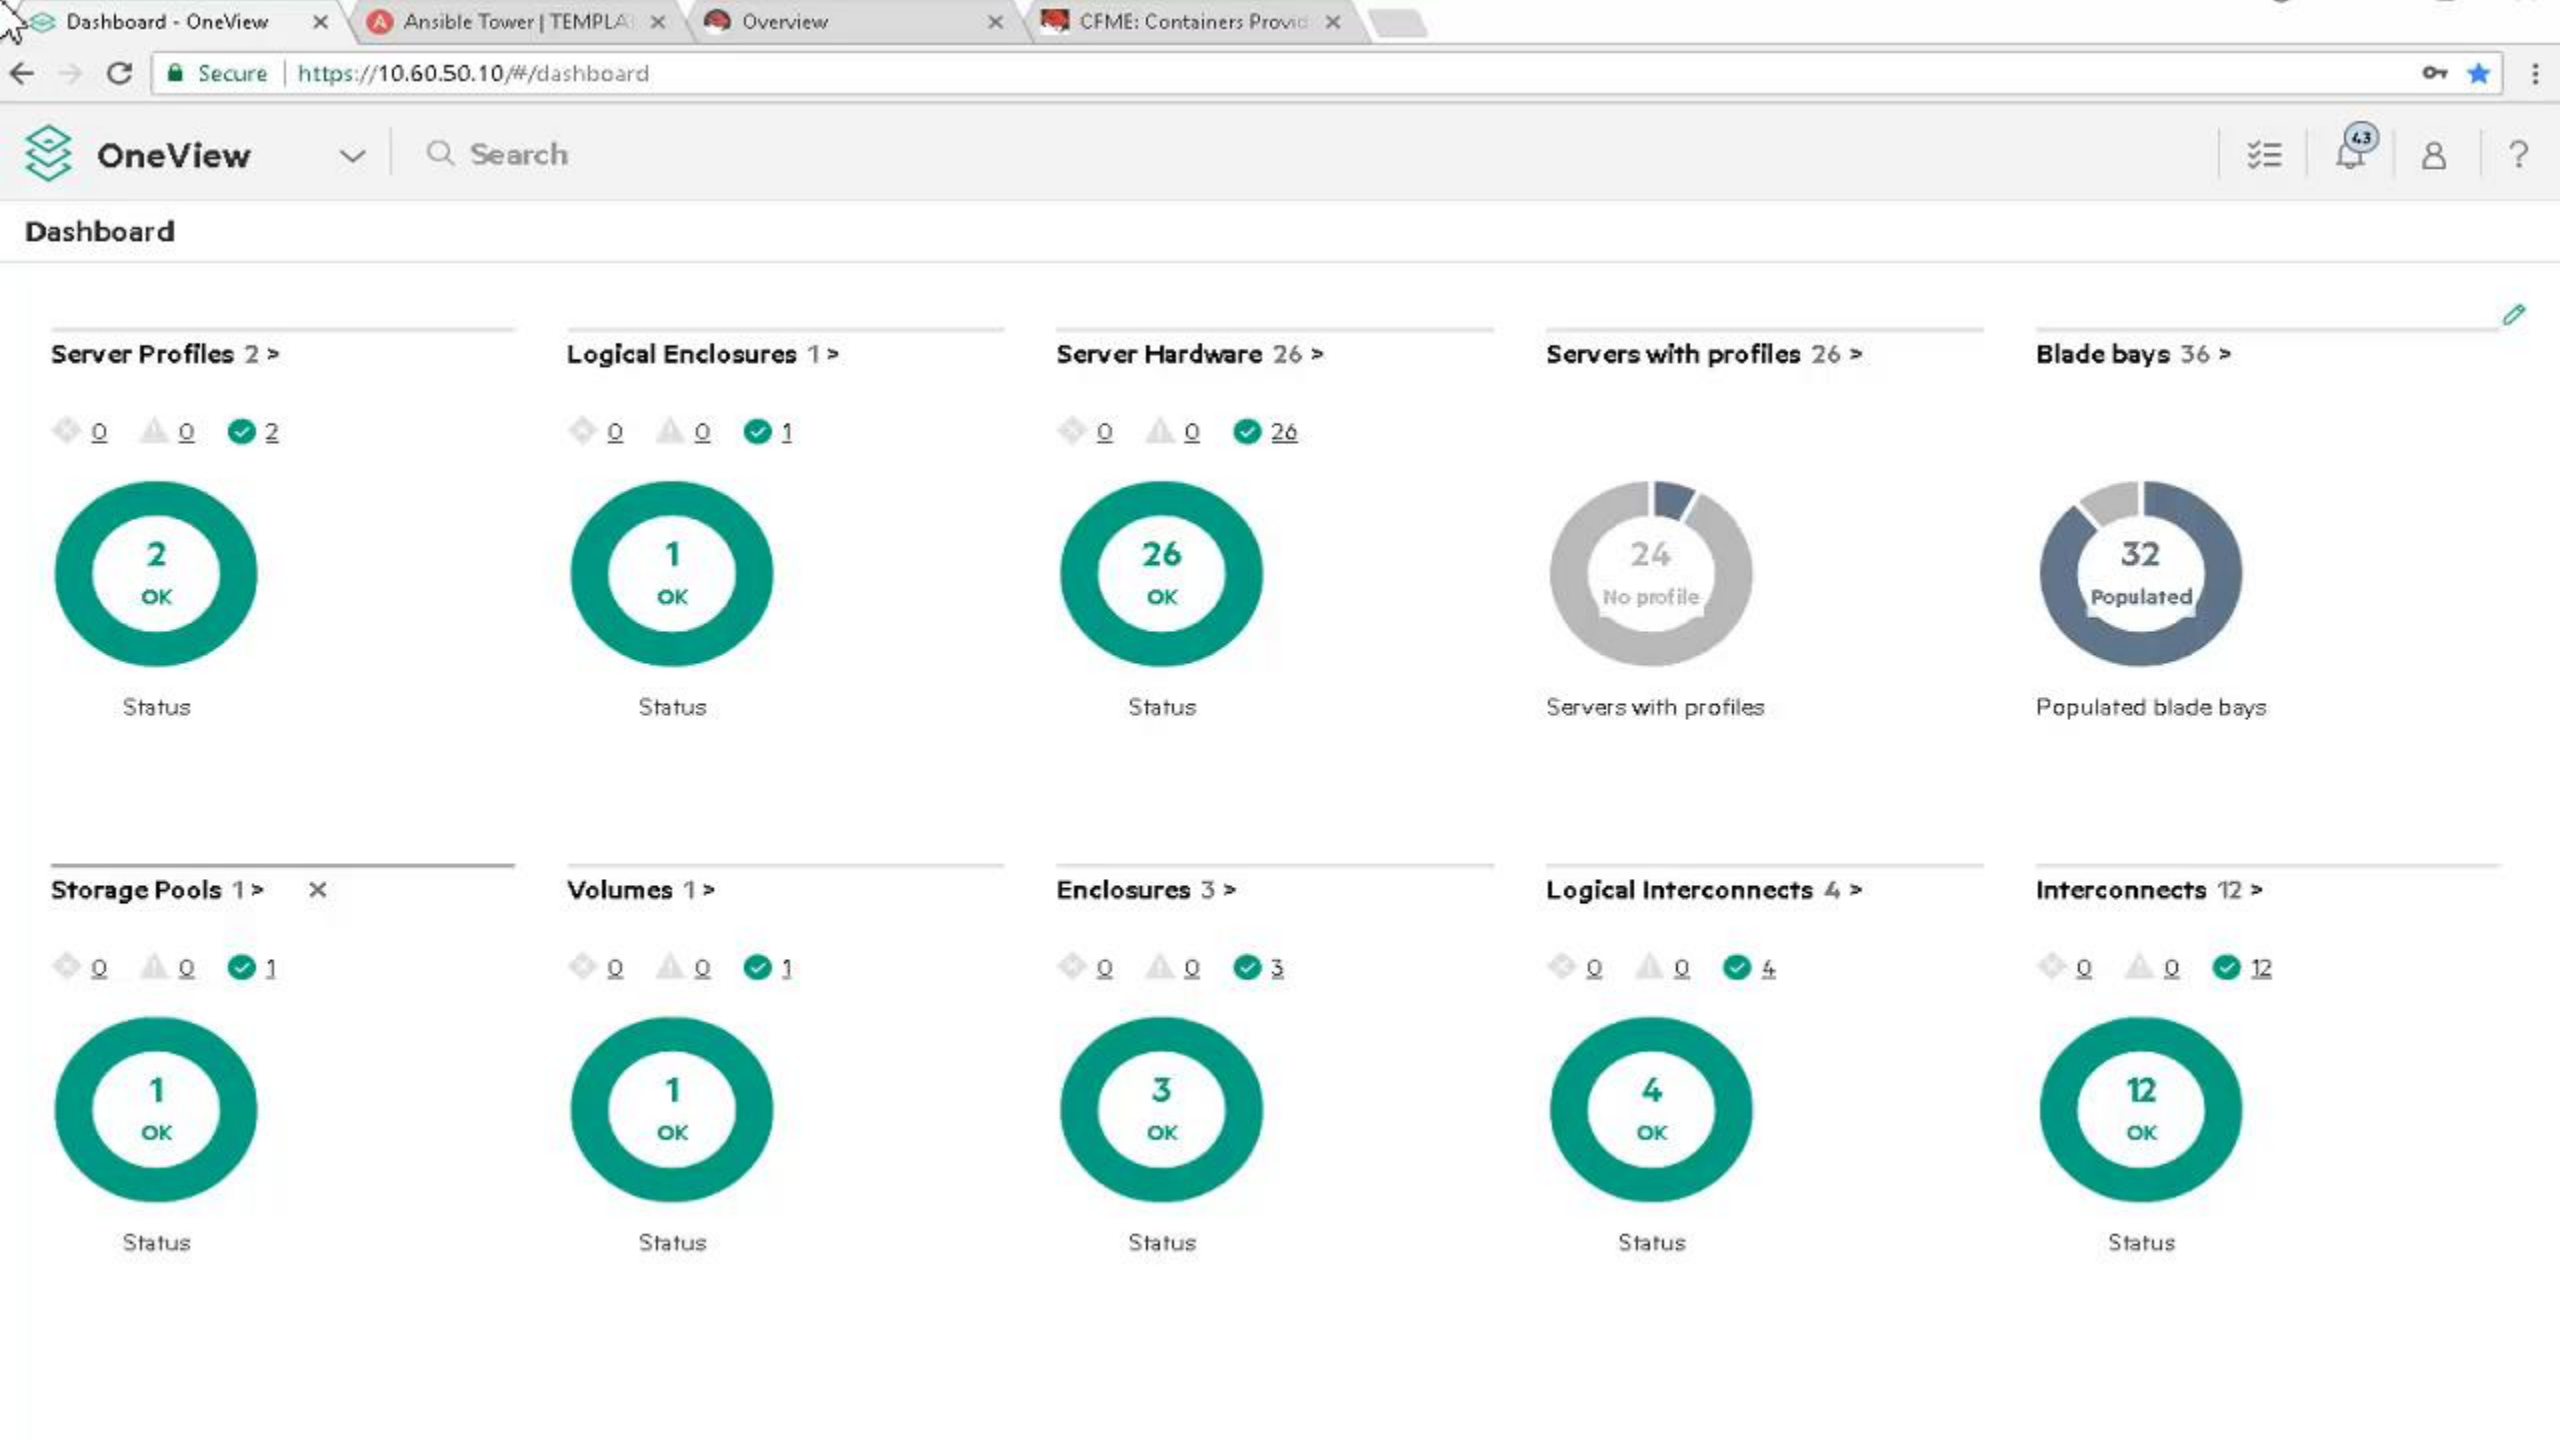 Dashboard - OneView
Ansible Tower | TEMPLA
Overview
CFME: Containers Provid
Secure
https://10.60.50.10/#/dashboard
OneView
Search
43
?
Dashboard
Server Profiles 2 >
Logical Enclosures 1 >
Server Hardware 26 >
Servers with profiles 26 >
Blade bays 36 >
0 0 2
0 0 1
0 0 26
2
OK
1
OK
26
OK
24
No profile
32
Populated
Status
Status
Status
Servers with profiles
Populated blade bays
Storage Pools 1 >
Volumes 1 >
Enclosures 3 >
Logical Interconnects 4 >
Interconnects 12 >
0 0 1
0 0 1
0 0 3
0 0 4
0 0 12
1
OK
1
OK
3
OK
4
OK
12
OK
Status
Status
Status
Status
Status